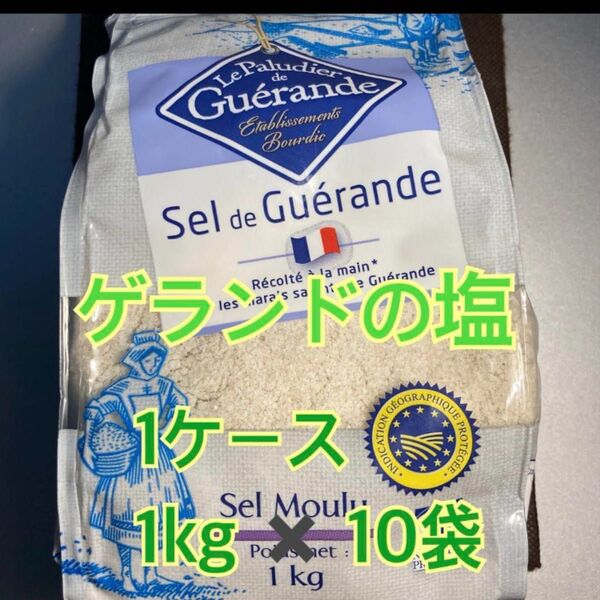 Le Paludier
de
Guérande
Etablissements
Bourdic
Sel de Guérande
Récolté à la main*
les marais de Guérande
ゲランドの塩
INDICATION GÉOGRAPHIQUE PROTÉGÉE
1ケース
Sel Moulu
1kg ✖ 10袋
net :
1 kg